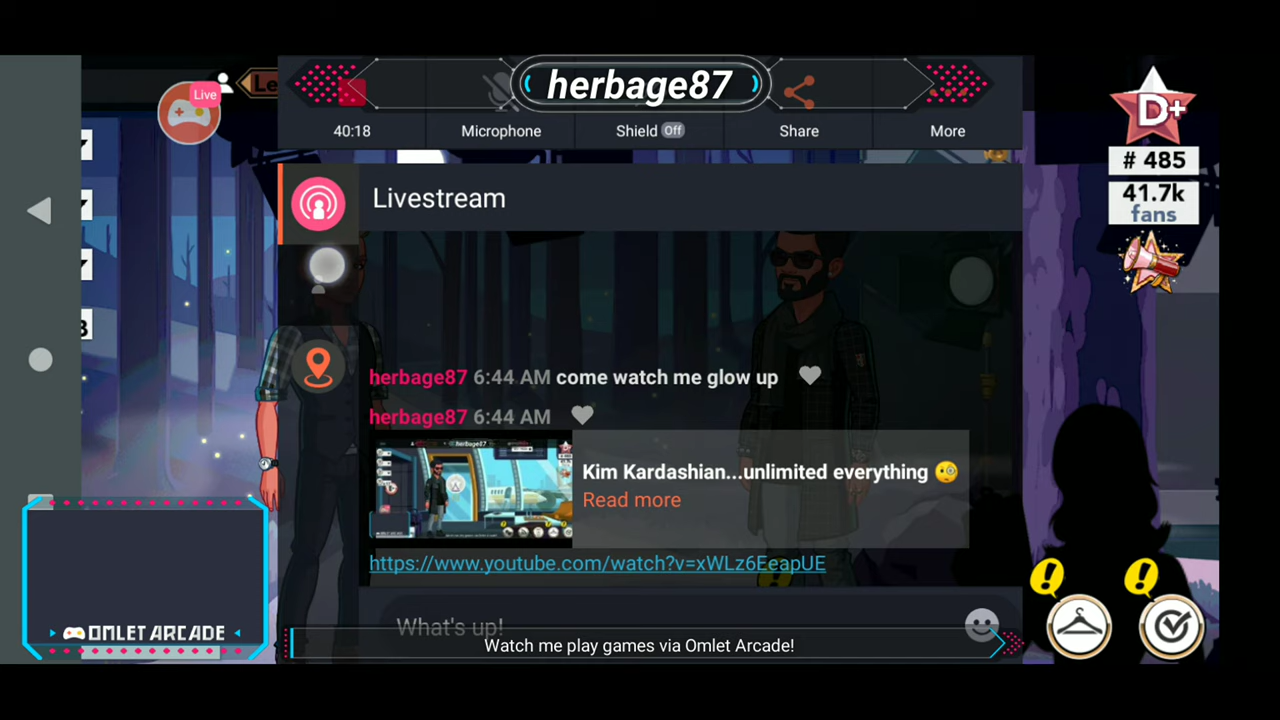 Live
Le
herbage87
40:18
Microphone
Shield Off
Share
More
D+
# 485
41.7k
fans
Livestream
herbage87 6:44 AM come watch me glow up
herbage87 6:44 AM
Kim Kardashian...unlimited everything 🧐
Read more
https://www.youtube.com/watch?v=xWLz6EeapUE
What's up!
OMLET ARCADE
Watch me play games via Omlet Arcade!